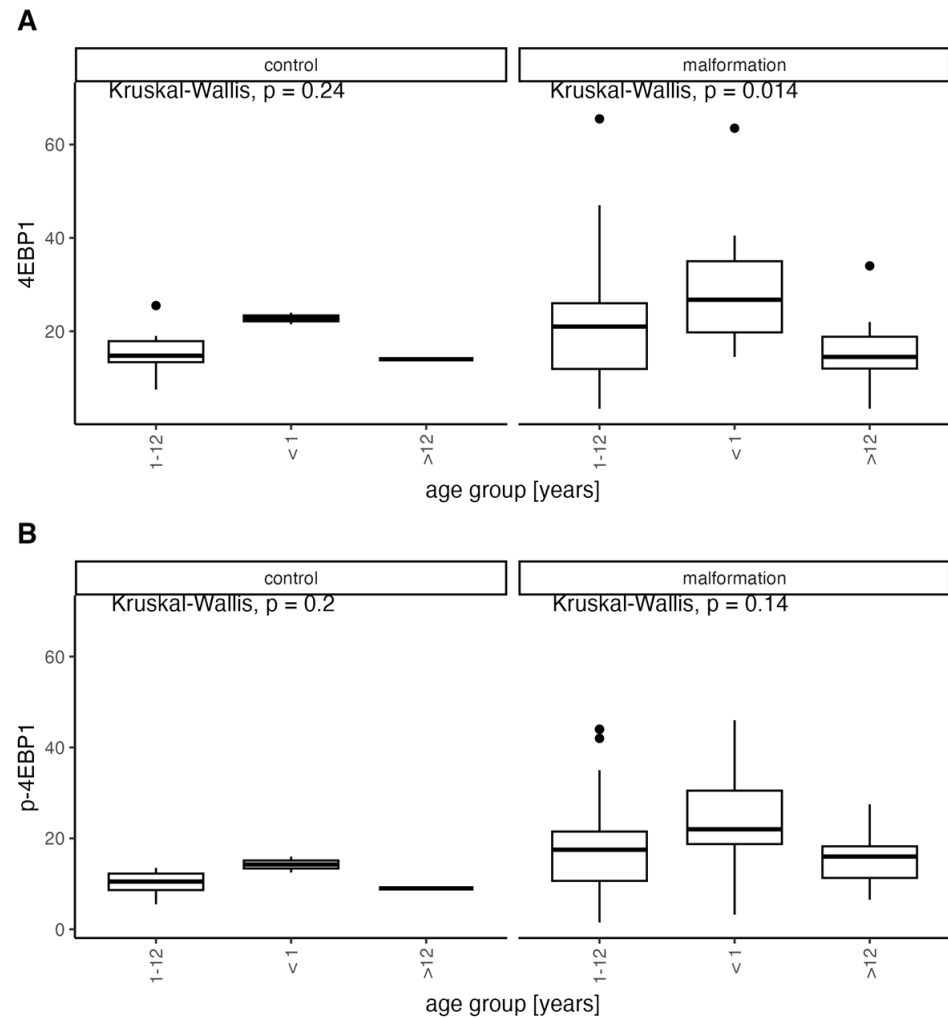 A
control
malformation
Kruskal-Wallis, p = 0.24
Kruskal-Wallis, p = 0.014
4EBP1
60
40
20
1-12
< 1
>12
1-12
< 1
>12
age group [years]
B
control
malformation
Kruskal-Wallis, p = 0.2
Kruskal-Wallis, p = 0.14
p-4EBP1
60
40
20
0
1-12
< 1
>12
1-12
< 1
>12
age group [years]